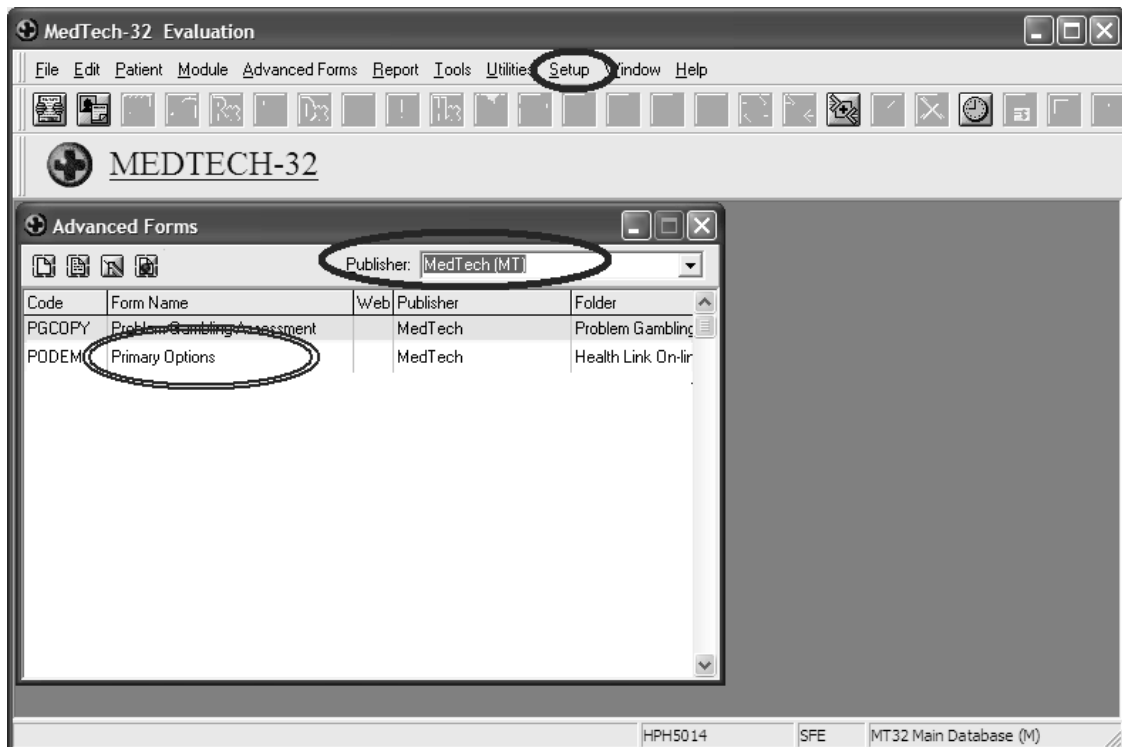 MedTech-32 Evaluation
File Edit Patient Module Advanced Forms Report Tools Utilities Setup Window Help
MEDTECH-32
Advanced Forms
Publisher: MedTech (MT)
Code Form Name Web Publisher Folder
PGCOPY Problem Gambling Assessment MedTech Problem Gambling
PODEM Primary Options MedTech Health Link On-lin
HPH5014 SFE MT32 Main Database (M)